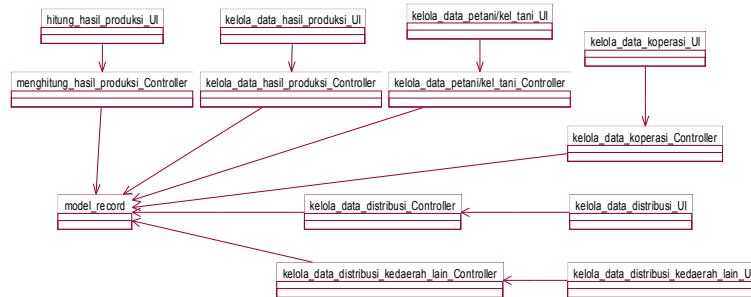 hitung_hasil_produksi_UI
kelola_data_hasil_produksi_UI
kelola_data_petani/kel_tani_UI
kelola_data_koperasi_UI
menghitung_hasil_produksi_Controller
kelola_data_hasil_produksi_Controller
kelola_data_petani/kel_tani_Controller
kelola_data_koperasi_Controller
model_record
kelola_data_distribusi_Controller
kelola_data_distribusi_UI
kelola_data_distribusi_kedaerah_lain_Controller
kelola_data_distribusi_kedaerah_lain_UI